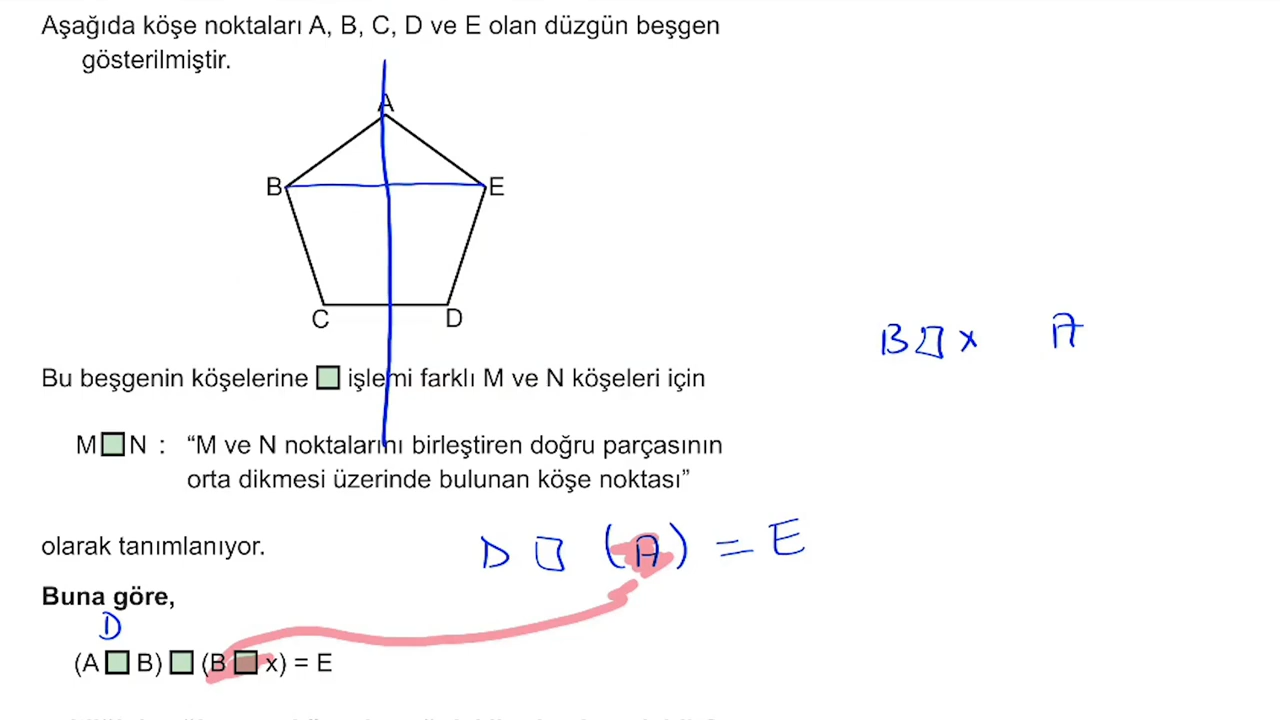 Aşağıda köşe noktaları A, B, C, D ve E olan düzgün beşgen
gösterilmiştir.
A
B
E
C
D
B □ x A
Bu beşgenin köşelerine □ işlemi farklı M ve N köşeleri için
M □ N : “M ve N noktalarını birleştiren doğru parçasının
orta dikmesi üzerinde bulunan köşe noktası”
D □ (A) = E
olarak tanımlanıyor.
Buna göre,
D
(A □ B) □ (B □ x) = E